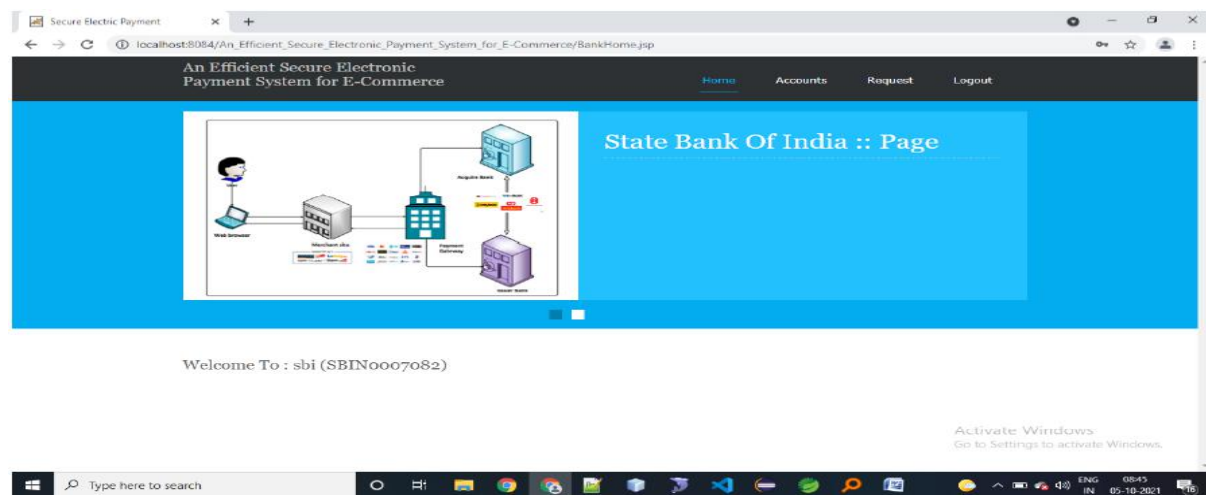 Secure Electric Payment
localhost:8084/An_Efficient_Secure_Electronic_Payment_System_for_E-Commerce/BankHome.jsp
An Efficient Secure Electronic
Payment System for E-Commerce
Home Accounts Request Logout
State Bank Of India :: Page
User
Web browser
Merchant site
Payment
Gateway
Acquire Bank
Issuer Bank
Welcome To : sbi (SBIN0007082)
Activate Windows
Go to Settings to activate Windows.
Type here to search
ENG
IN
08:45
05-10-2021
16